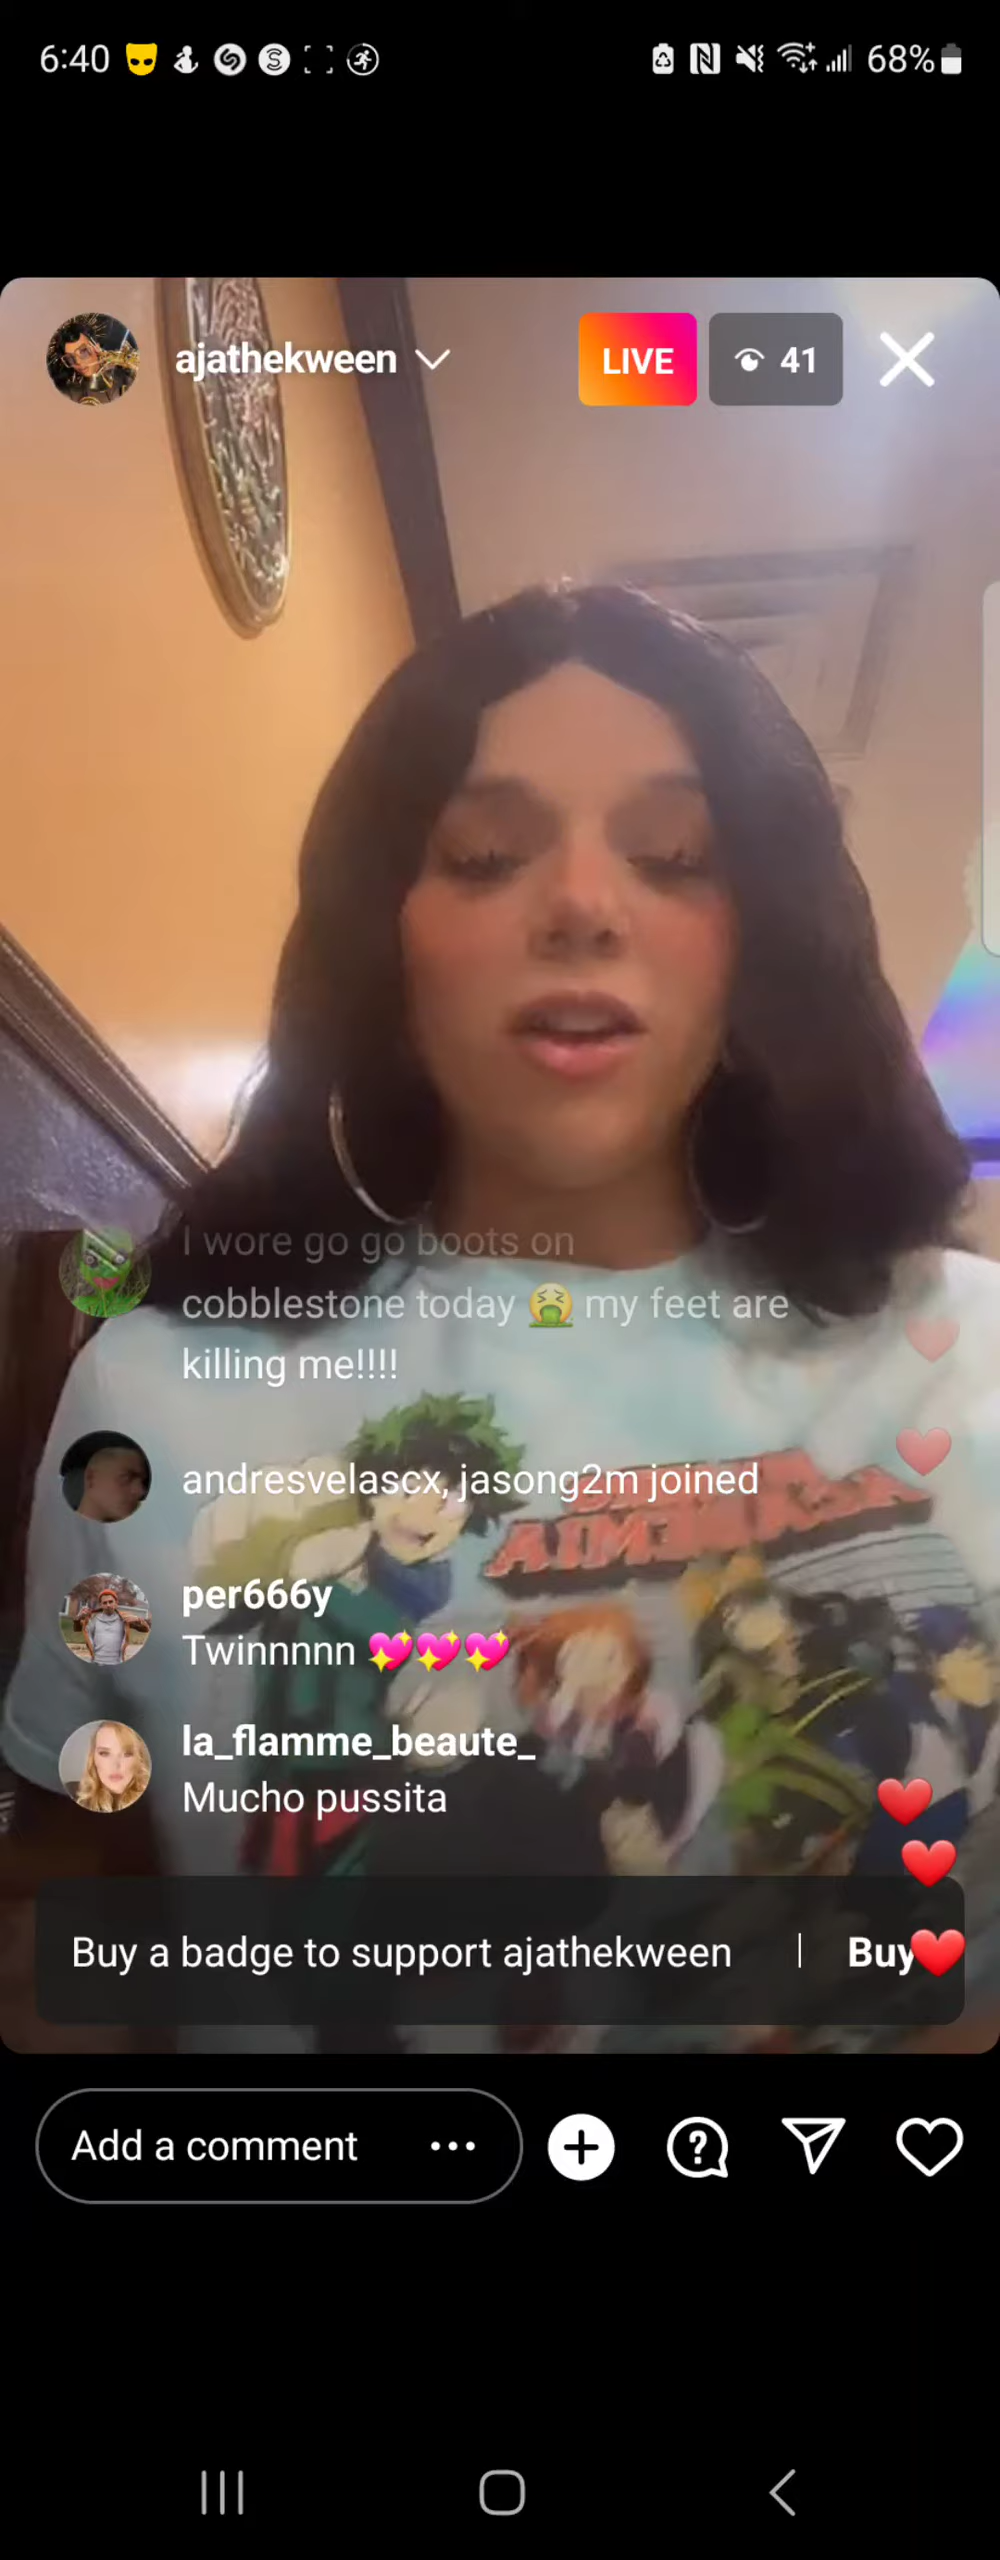 6:40
68%
ajathekween
LIVE
41
I wore go go boots on
cobblestone today 🤮 my feet are
killing me!!!!
andresvelascx, jasong2m joined
per666y
Twinnnnn 💖💖💖
la_flamme_beaute_
Mucho pussita
Buy a badge to support ajathekween | Buy
Add a comment